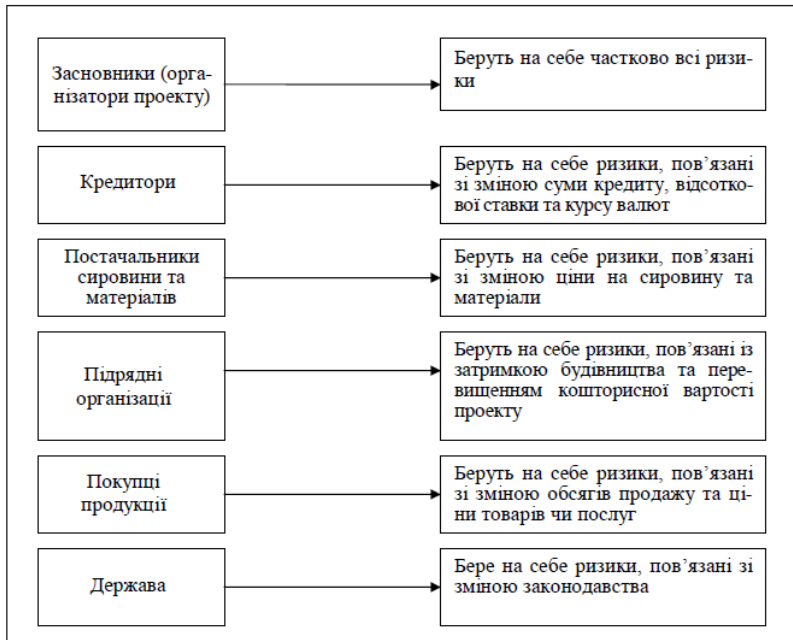 Засновники (орга-
нізатори проекту)
Беруть на себе частково всі ризи-
ки
Кредитори
Беруть на себе ризики, пов’язані
зі зміною суми кредиту, відсотко-
вої ставки та курсу валют
Постачальники
сировини та
матеріалів
Беруть на себе ризики, пов’язані
зі зміною ціни на сировину та
матеріали
Підрядні
організації
Беруть на себе ризики, пов’язані із
затримкою будівництва та пере-
вищенням кошторисної вартості
проекту
Покупці
продукції
Беруть на себе ризики, пов’язані
зі зміною обсягів продажу та ці-
ни товарів чи послуг
Держава
Бере на себе ризики, пов’язані зі
зміною законодавства